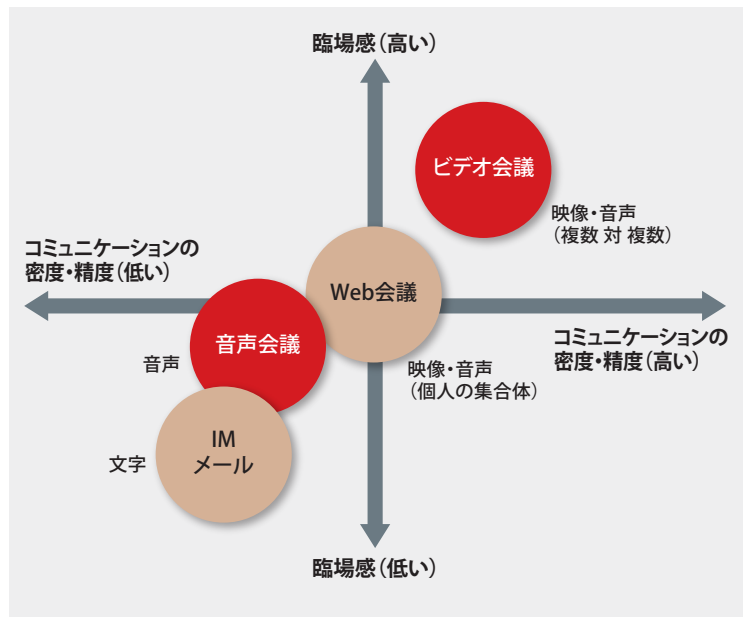 臨場感（高い）
ビデオ会議
映像・音声
（複数 対 複数）
コミュニケーションの
密度・精度（低い）
Web会議
音声会議
コミュニケーションの
密度・精度（高い）
音声
映像・音声
（個人の集合体）
IM
メール
文字
臨場感（低い）